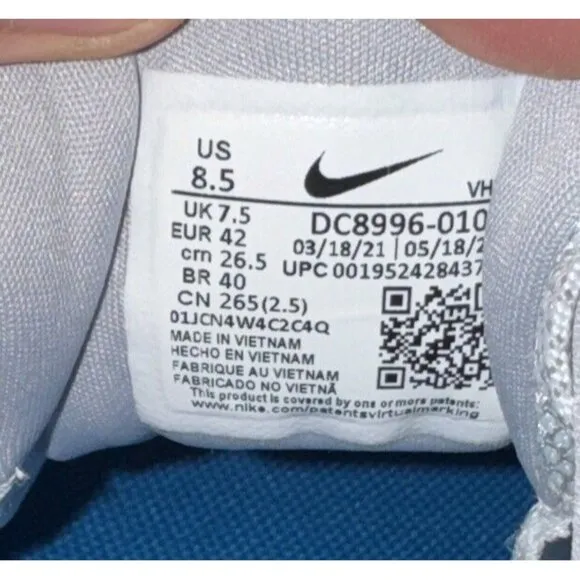 US
8.5
VH
UK 7.5
EUR 42
cm 26.5
BR 40
CN 265(2.5)
DC8996-010
03/18/21 | 05/18/2
UPC 001952428437
01JCN4W4C2C4Q
MADE IN VIETNAM
HECHO EN VIETNAM
FABRIQUE AU VIETNAM
FABRICADO NO VIETNÃ
This product is covered by one or more patents:
www.nike.com/patentsvirtualmarking